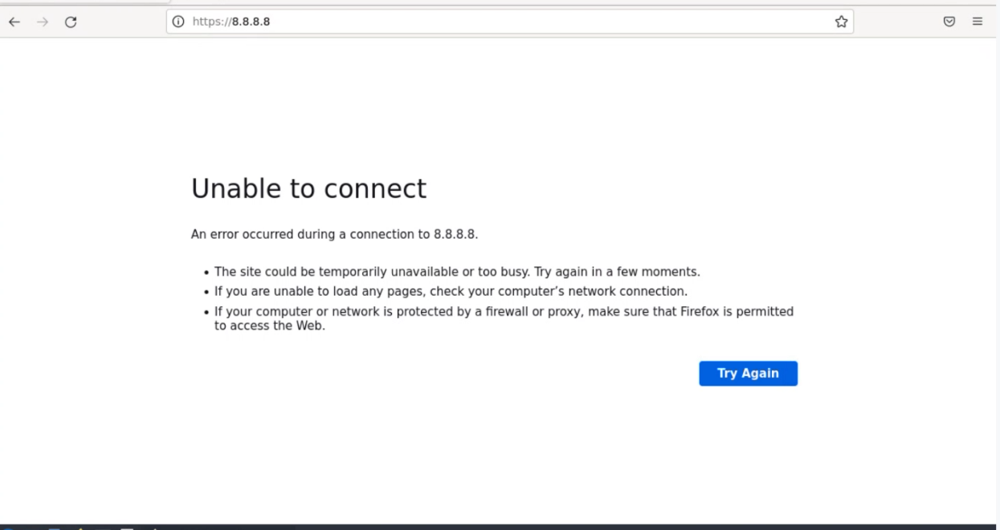 https://8.8.8.8
Unable to connect
An error occurred during a connection to 8.8.8.8.
• The site could be temporarily unavailable or too busy. Try again in a few moments.
• If you are unable to load any pages, check your computer’s network connection.
• If your computer or network is protected by a firewall or proxy, make sure that Firefox is permitted
to access the Web.
Try Again